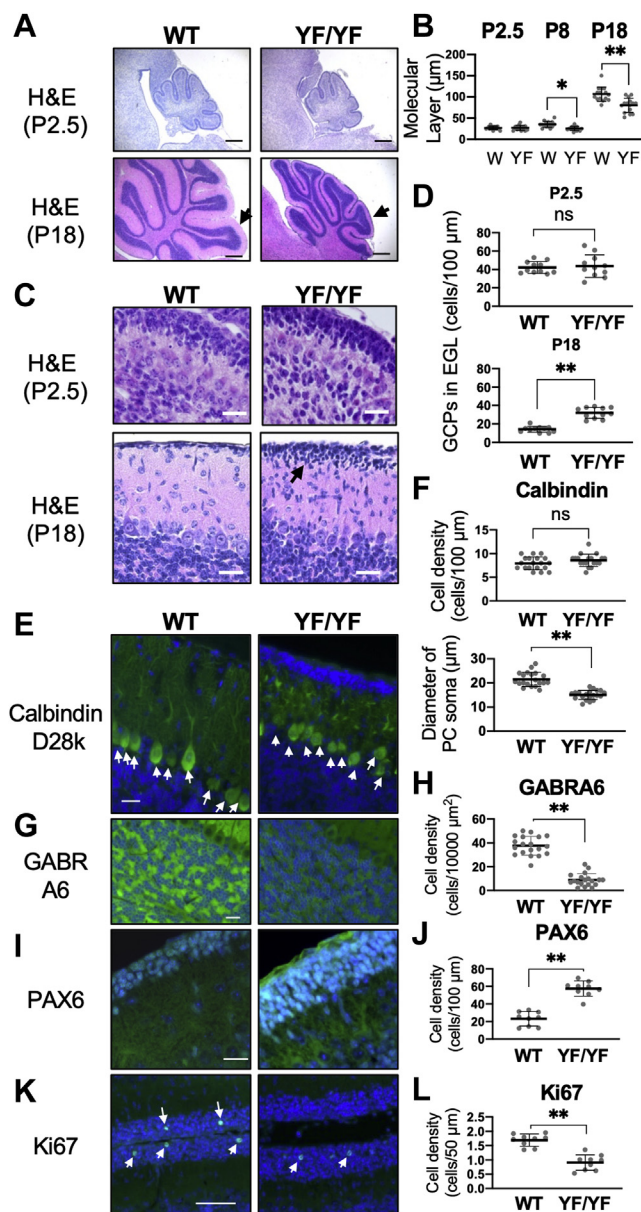 A
WT
YF/YF
H&E
(P2.5)
H&E
(P18)
B
P2.5 P8 P18
Molecular
Layer (µm)
200
150
100
50
0
*
**
W YF W YF W YF
C
WT
YF/YF
H&E
(P2.5)
H&E
(P18)
D
GCPs in EGL (cells/100 µm)
P2.5
ns
80
60
40
20
0
WT YF/YF
P18
**
80
60
40
20
0
WT YF/YF
E
WT
YF/YF
Calbindin
D28k
F
Calbindin
ns
Cell density
(cells/100 µm)
15
10
5
0
WT YF/YF
**
Diameter of
PC soma (µm)
30
20
10
0
WT YF/YF
G
GABR
A6
H
GABRA6
**
Cell density
(cells/10000 µm²)
60
40
20
0
WT YF/YF
I
PAX6
J
PAX6
**
Cell density
(cells/100 µm)
100
80
60
40
20
0
WT YF/YF
K
Ki67
L
Ki67
**
Cell density
(cells/50 µm)
2.5
2.0
1.5
1.0
0.5
0.0
WT YF/YF